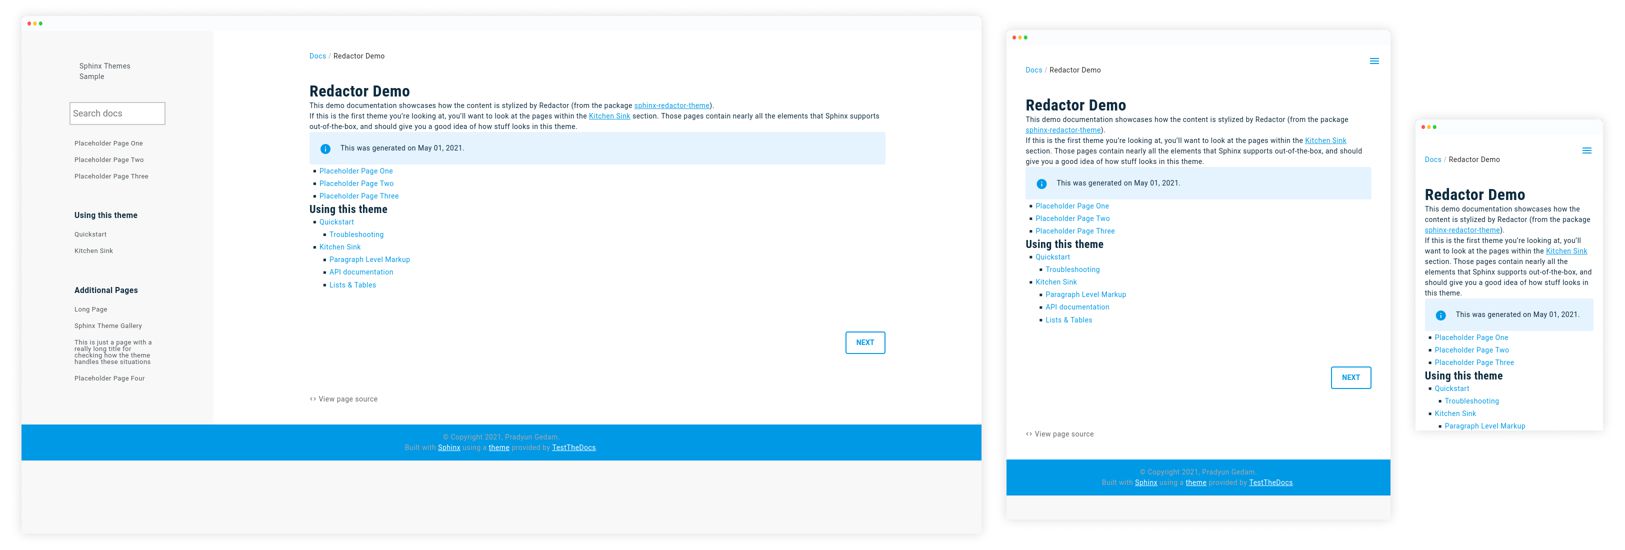 Sphinx Themes
Sample
Search docs
Placeholder Page One
Placeholder Page Two
Placeholder Page Three
Using this theme
Quickstart
Kitchen Sink
Additional Pages
Long Page
Sphinx Theme Gallery
This is just a page with a
really long title for
checking how the theme
handles these situations
Placeholder Page Four
Docs / Redactor Demo
Redactor Demo
This demo documentation showcases how the content is stylized by Redactor (from the package sphinx-redactor-theme).
If this is the first theme you're looking at, you'll want to look at the pages within the Kitchen Sink section. Those pages contain nearly all the elements that Sphinx supports
out-of-the-box, and should give you a good idea of how stuff looks in this theme.
This was generated on May 01, 2021.
Placeholder Page One
Placeholder Page Two
Placeholder Page Three
Using this theme
Quickstart
Troubleshooting
Kitchen Sink
Paragraph Level Markup
API documentation
Lists & Tables
NEXT
View page source
© Copyright 2021, Pradyun Gedam.
Built with Sphinx using a theme provided by TestTheDocs.
Docs / Redactor Demo
Redactor Demo
This demo documentation showcases how the content is stylized by Redactor (from the package
sphinx-redactor-theme).
If this is the first theme you're looking at, you'll want to look at the pages within the Kitchen Sink
section. Those pages contain nearly all the elements that Sphinx supports out-of-the-box, and should
give you a good idea of how stuff looks in this theme.
This was generated on May 01, 2021.
Placeholder Page One
Placeholder Page Two
Placeholder Page Three
Using this theme
Quickstart
Troubleshooting
Kitchen Sink
Paragraph Level Markup
API documentation
Lists & Tables
NEXT
View page source
© Copyright 2021, Pradyun Gedam.
Built with Sphinx using a theme provided by TestTheDocs
Docs / Redactor Demo
Redactor Demo
This demo documentation showcases how the
content is stylized by Redactor (from the package
sphinx-redactor-theme).
If this is the first theme you're looking at, you'll
want to look at the pages within the Kitchen Sink
section. Those pages contain nearly all the
elements that Sphinx supports out-of-the-box, and
should give you a good idea of how stuff looks in
this theme.
This was generated on May 01, 2021.
Placeholder Page One
Placeholder Page Two
Placeholder Page Three
Using this theme
Quickstart
Troubleshooting
Kitchen Sink
Paragraph Level Markup